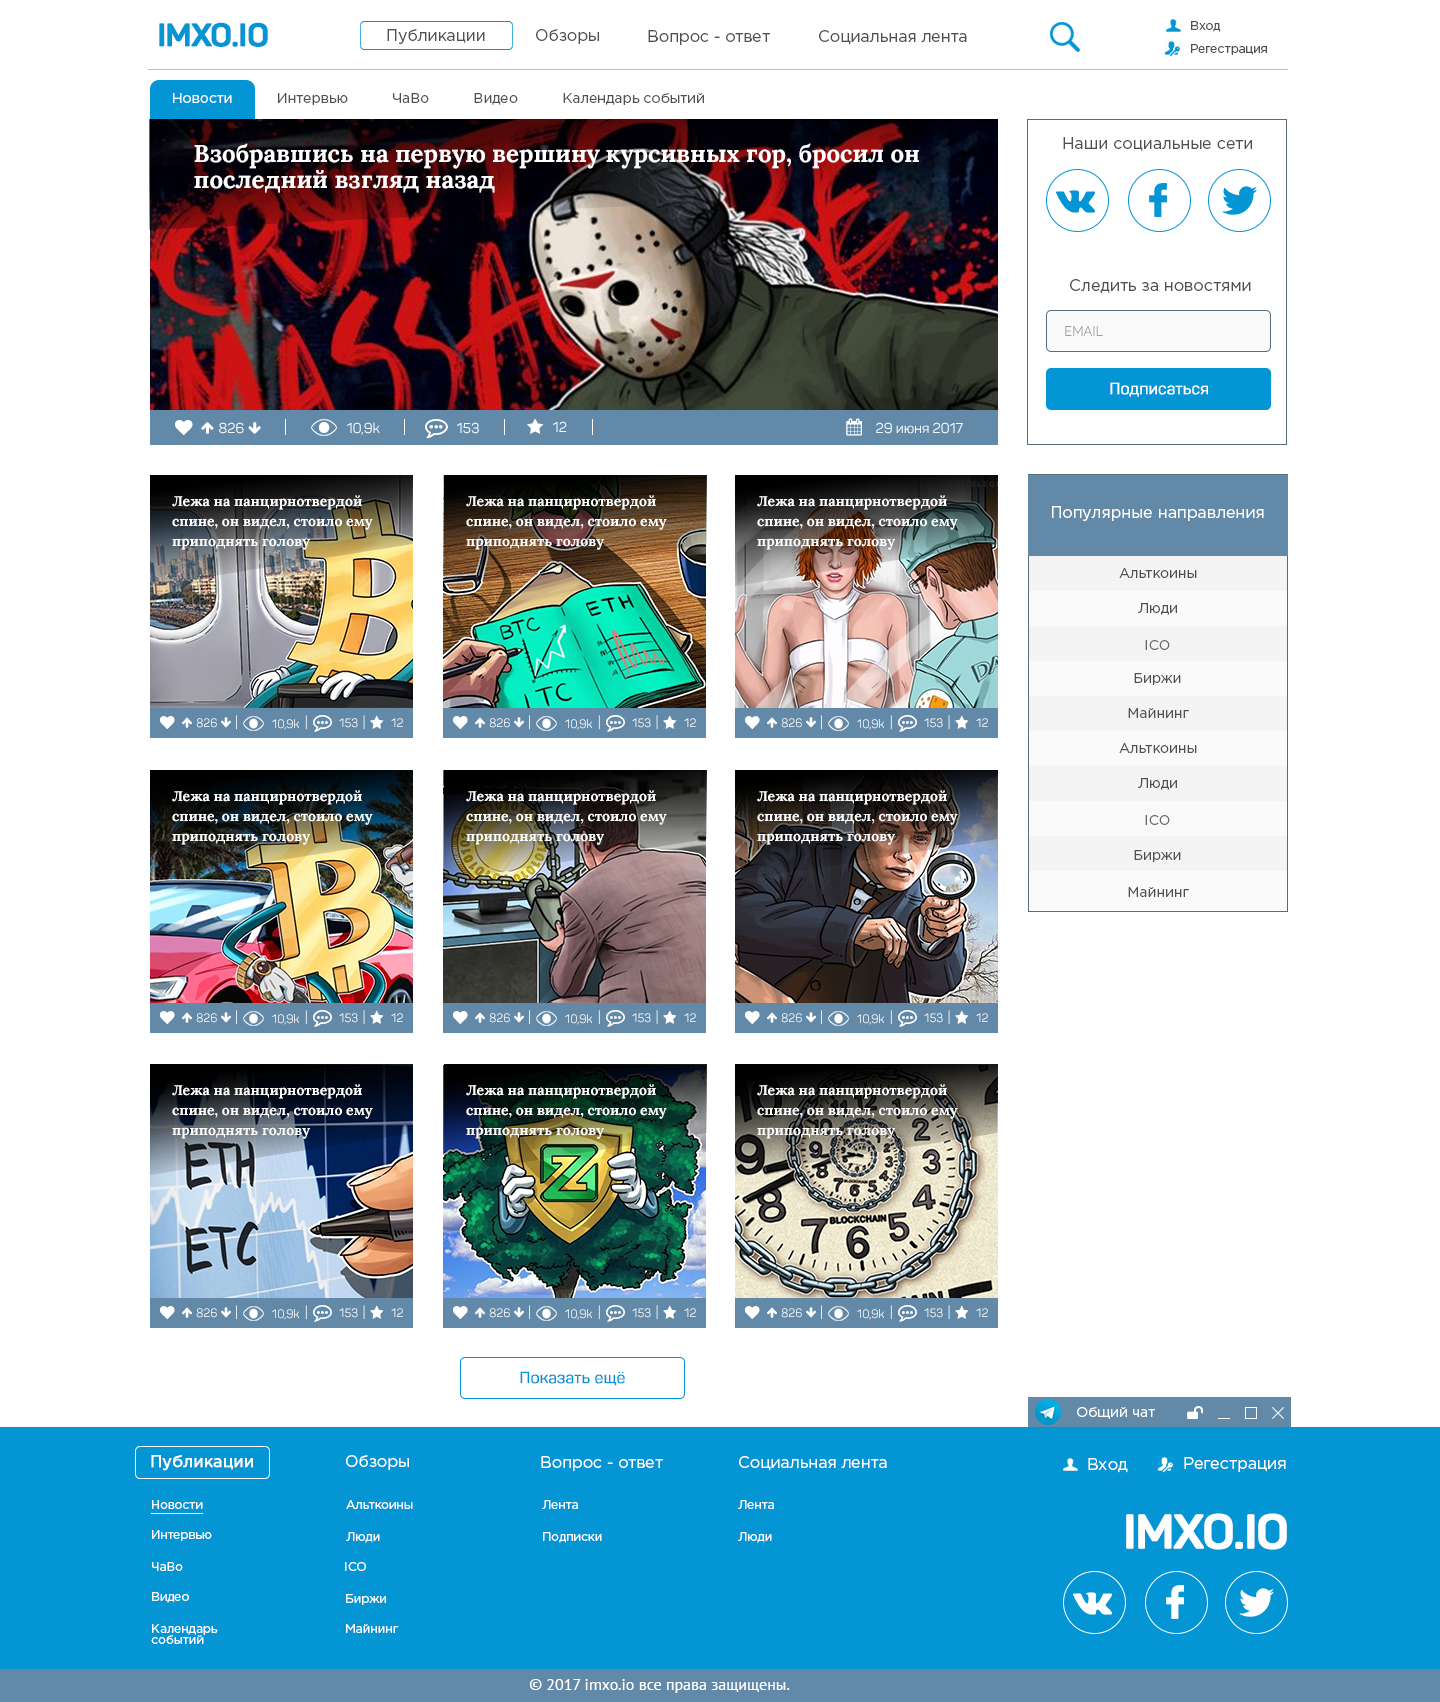 IMXO.IO
Публикации
Обзоры
Вопрос - ответ
Социальная лента
Вход
Регестрация
Новости
Интервью
ЧаВо
Видео
Календарь событий
Взобравшись на первую вершину курсивных гор, бросил он
последний взгляд назад
826
10,9k
153
12
29 июня 2017
Наши социальные сети
Следить за новостями
EMAIL
Подписаться
Лежа на панцирнотвердой
спине, он видел, стоило ему
приподнять голову
826
10,9k
153
12
Лежа на панцирнотвердой
спине, он видел, стоило ему
приподнять голову
BTC
ETH
LTC
826
10,9k
153
12
Лежа на панцирнотвердой
спине, он видел, стоило ему
приподнять голову
826
10,9k
153
12
Популярные направления
Альткоины
Люди
ICO
Биржи
Майнинг
Альткоины
Люди
ICO
Биржи
Майнинг
Лежа на панцирнотвердой
спине, он видел, стоило ему
приподнять голову
826
10,9k
153
12
Лежа на панцирнотвердой
спине, он видел, стоило ему
приподнять голову
826
10,9k
153
12
Лежа на панцирнотвердой
спине, он видел, стоило ему
приподнять голову
826
10,9k
153
12
Лежа на панцирнотвердой
спине, он видел, стоило ему
приподнять голову
ETH
ETC
826
10,9k
153
12
Лежа на панцирнотвердой
спине, он видел, стоило ему
приподнять голову
826
10,9k
153
12
Лежа на панцирнотвердой
спине, он видел, стоило ему
приподнять голову
BLOCKCHAIN
826
10,9k
153
12
Показать ещё
Общий чат
Публикации
Новости
Интервью
ЧаВо
Видео
Календарь
событий
Обзоры
Альткоины
Люди
ICO
Биржи
Майнинг
Вопрос - ответ
Лента
Подписки
Социальная лента
Лента
Люди
Вход
Регестрация
IMXO.IO
© 2017 imxo.io все права защищены.